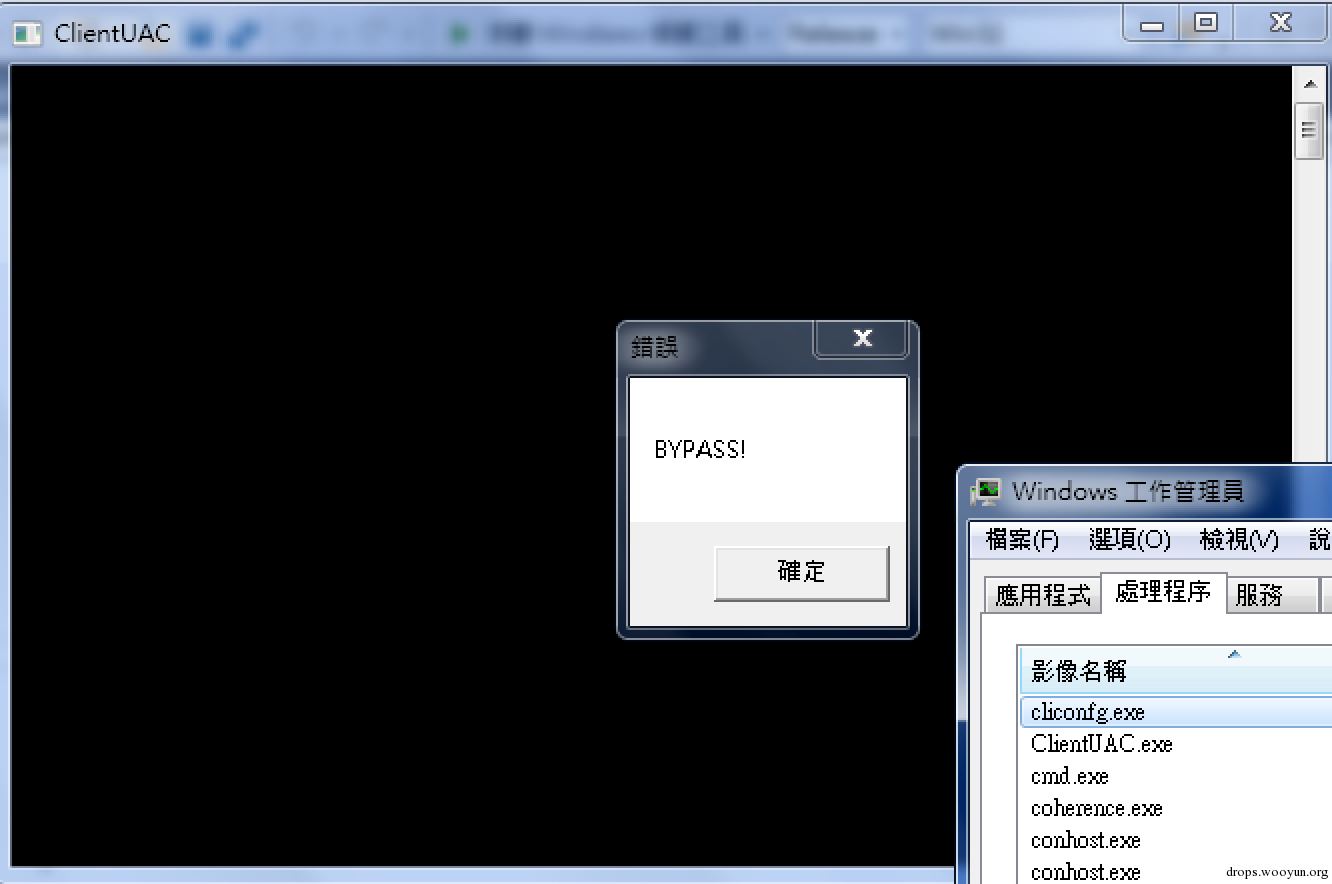 ClientUAC
錯誤
BYPASS!
確定
Windows 工作管理員
檔案(F) 選項(O) 檢視(V) 說
應用程式 處理程序 服務
影像名稱
cliconfg.exe
ClientUAC.exe
cmd.exe
coherence.exe
conhost.exe
conhost.exe
drops.wooyun.org